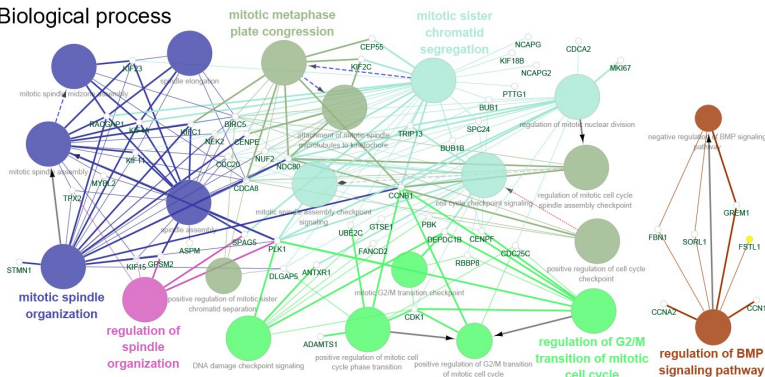 Biological process
mitotic metaphase
plate congression
mitotic sister
chromatid
segregation
CEP55
NCAPG
CDCA2
KIF23
KIF2C
KIF18B
MKI67
NCAPG2
spindle elongation
mitotic spindle midzone assembly
PTTG1
BUB1
negative regulation of BMP signaling
pathway
RACGAP1
KIF4A
KIFC1
BIRC5
NEK2
CENPE
attachment of mitotic spindle
microtubules to kinetochore
TRIP13
SPC24
regulation of mitotic nuclear division
BUB1B
mitotic spindle assembly
KIF11
CDC20
NUF2
NDC80
cell cycle checkpoint signaling
regulation of mitotic cell cycle
spindle assembly checkpoint
MYBL2
TPX2
CDCA8
CCNB1
mitotic spindle assembly checkpoint
signaling
GREM1
spindle assembly
GTSE1
PBK
UBE2C
DEPDC1B
CENPF
FBN1
SORL1
FSTL1
SPAG5
PLK1
FANCD2
CDC25C
ASPM
STMN1
KIF15
GPSM2
RBBP8
positive regulation of cell cycle
checkpoint
DLGAP5
ANTXR1
mitotic G2/M transition checkpoint
mitotic spindle
organization
positive regulation of mitotic sister
chromatid separation
CCNA2
CCN1
CDK1
regulation of
spindle
organization
ADAMTS1
DNA damage checkpoint signaling
positive regulation of mitotic cell
cycle phase transition
positive regulation of G2/M transition
of mitotic cell cycle
regulation of G2/M
transition of mitotic
cell cycle
regulation of BMP
signaling pathway